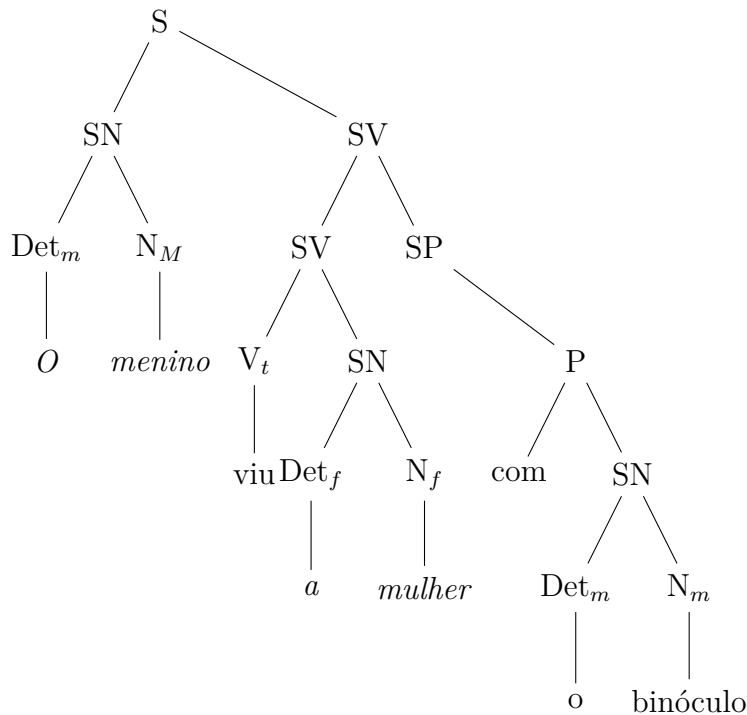 S
SN SV
Det_m N_M SV SP
O menino V_t SN P
viu Det_f N_f com SN
a mulher Det_m N_m
o binóculo